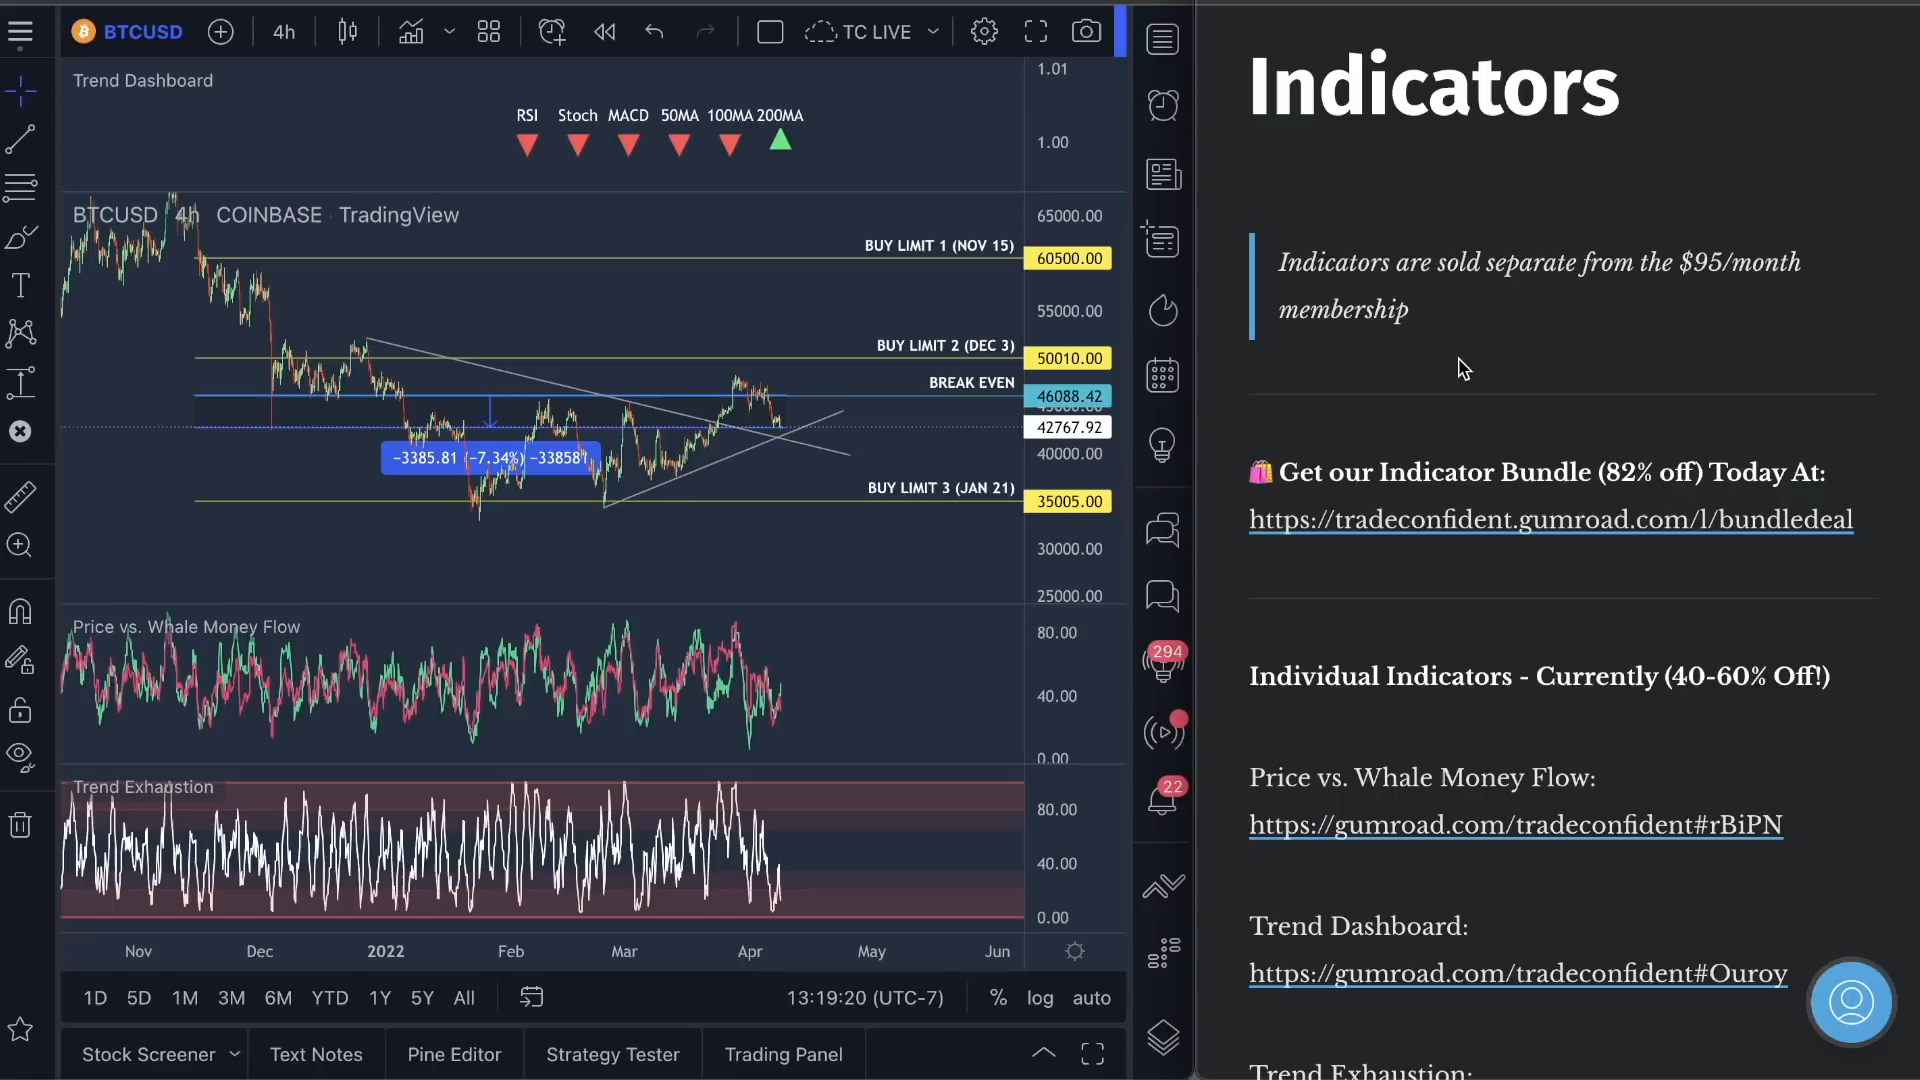 BTCUSD
4h
TC LIVE
Trend Dashboard
RSI Stoch MACD 50MA 100MA 200MA
1.01
1.00
BTCUSD 4h COINBASE · TradingView
BUY LIMIT 1 (NOV 15)
BUY LIMIT 2 (DEC 3)
BREAK EVEN
−3385.81 (−7.34%) −338581
BUY LIMIT 3 (JAN 21)
65000.00
60500.00
55000.00
50010.00
46088.42
45000.00
42767.92
40000.00
35005.00
30000.00
25000.00
Price vs. Whale Money Flow
80.00
40.00
0.00
Trend Exhaustion
80.00
40.00
0.00
Nov Dec 2022 Feb Mar Apr May Jun
1D 5D 1M 3M 6M YTD 1Y 5Y All
13:19:20 (UTC-7)
% log auto
Stock Screener Text Notes Pine Editor Strategy Tester Trading Panel
294
22
Indicators
Indicators are sold separate from the $95/month
membership
Get our Indicator Bundle (82% off) Today At:
https://tradeconfident.gumroad.com/l/bundledeal
Individual Indicators - Currently (40-60% Off!)
Price vs. Whale Money Flow:
https://gumroad.com/tradeconfident#rBiPN
Trend Dashboard:
https://gumroad.com/tradeconfident#Ouroy
Trend Exhaustion: